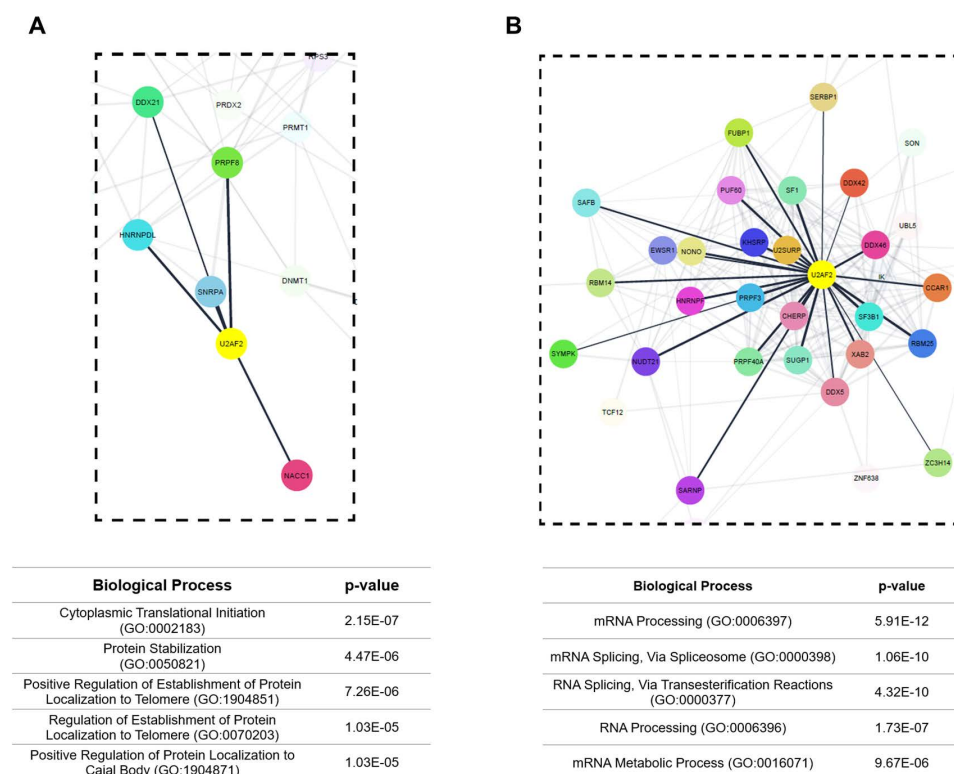 A
B
RPS3
DDX21
PRDX2
PRMT1
PRPF8
HNRNPDL
SNRPA
DNMT1
U2AF2
NACC1
SERBP1
FUBP1
SON
PUF60
SF1
DDX42
SAFB
UBL5
KHSRP
U2SURP
DDX46
EWSR1
NONO
U2AF2
IK
RBM14
CCAR1
HNRNPF
PRPF3
CHERP
SF3B1
RBM25
SYMPK
NUDT21
PRPF40A
SUGP1
XAB2
DDX5
TCF12
ZC3H14
ZNF638
SARNP
Biological Process p-value
Cytoplasmic Translational Initiation
(GO:0002183)
2.15E-07
Protein Stabilization
(GO:0050821)
4.47E-06
Positive Regulation of Establishment of Protein
Localization to Telomere (GO:1904851)
7.26E-06
Regulation of Establishment of Protein
Localization to Telomere (GO:0070203)
1.03E-05
Positive Regulation of Protein Localization to
Cajal Body (GO:1904871)
1.03E-05
Biological Process p-value
mRNA Processing (GO:0006397) 5.91E-12
mRNA Splicing, Via Spliceosome (GO:0000398) 1.06E-10
RNA Splicing, Via Transesterification Reactions
(GO:0000377)
4.32E-10
RNA Processing (GO:0006396) 1.73E-07
mRNA Metabolic Process (GO:0016071) 9.67E-06